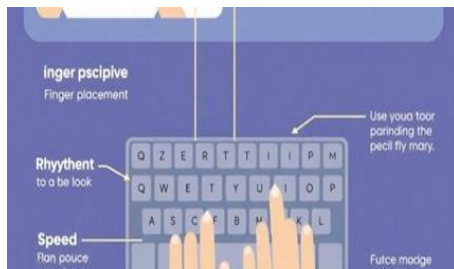 inger pscipive
Finger placement
Use youa toor
parinding the
pecil fly mary.
Rhyythent
to a be look
Q Z E R T T I I P M
Q W E T Y U I O P
A S C F B N K L
Speed
Flan pouce
Futce modge